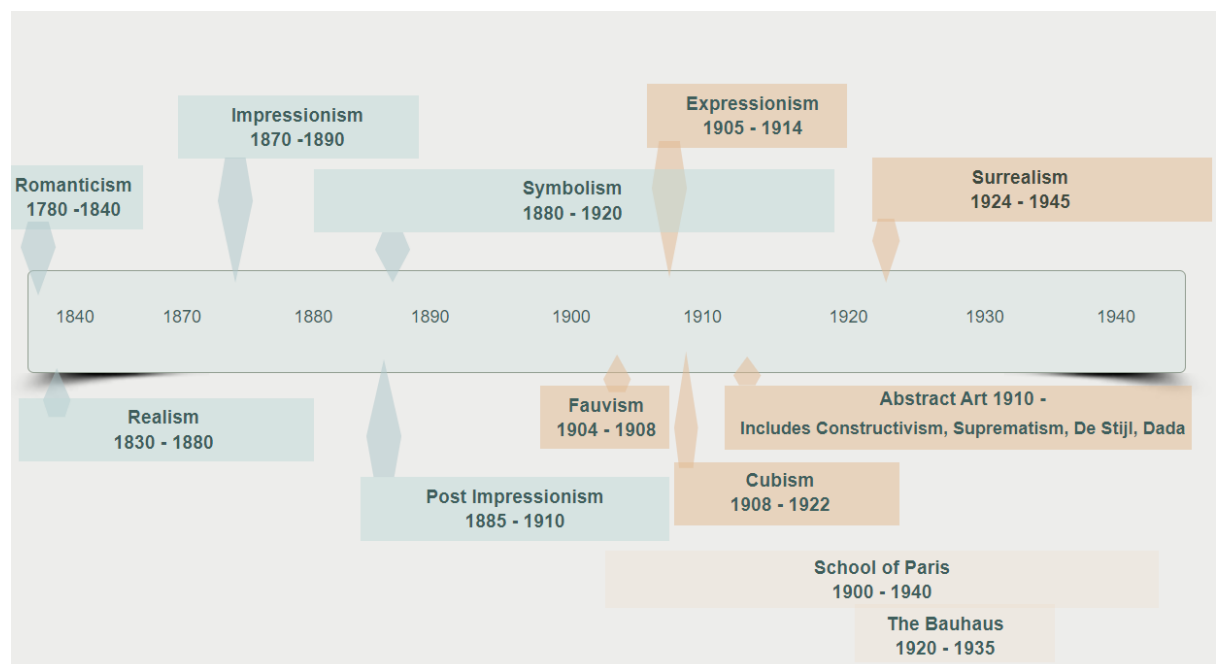 Expressionism
1905 - 1914
Impressionism
1870 -1890
Romanticism
1780 -1840
Symbolism
1880 - 1920
Surrealism
1924 - 1945
1840 1870 1880 1890 1900 1910 1920 1930 1940
Realism
1830 - 1880
Fauvism
1904 - 1908
Abstract Art 1910 -
Includes Constructivism, Suprematism, De Stijl, Dada
Post Impressionism
1885 - 1910
Cubism
1908 - 1922
School of Paris
1900 - 1940
The Bauhaus
1920 - 1935